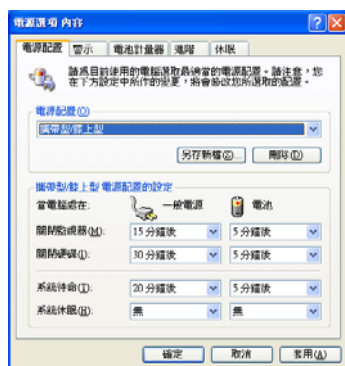 電源選項 內容
電源配置 警示 電池計量器 進階 休眠
請為目前使用的電腦選取最適當的電源配置。請注意，您
在下方設定中所作的變更，將會修改您所選取的配置。
電源配置(O)
攜帶型/膝上型
另存新檔(S)... 刪除(D)
攜帶型/膝上型 電源配置的設定
當電腦處在: 一般電源 電池
關閉監視器(M): 15 分鐘後 5 分鐘後
關閉硬碟(I): 30 分鐘後 5 分鐘後
系統待命(T): 20 分鐘後 5 分鐘後
系統休眠(H): 無 無
確定 取消 套用(A)